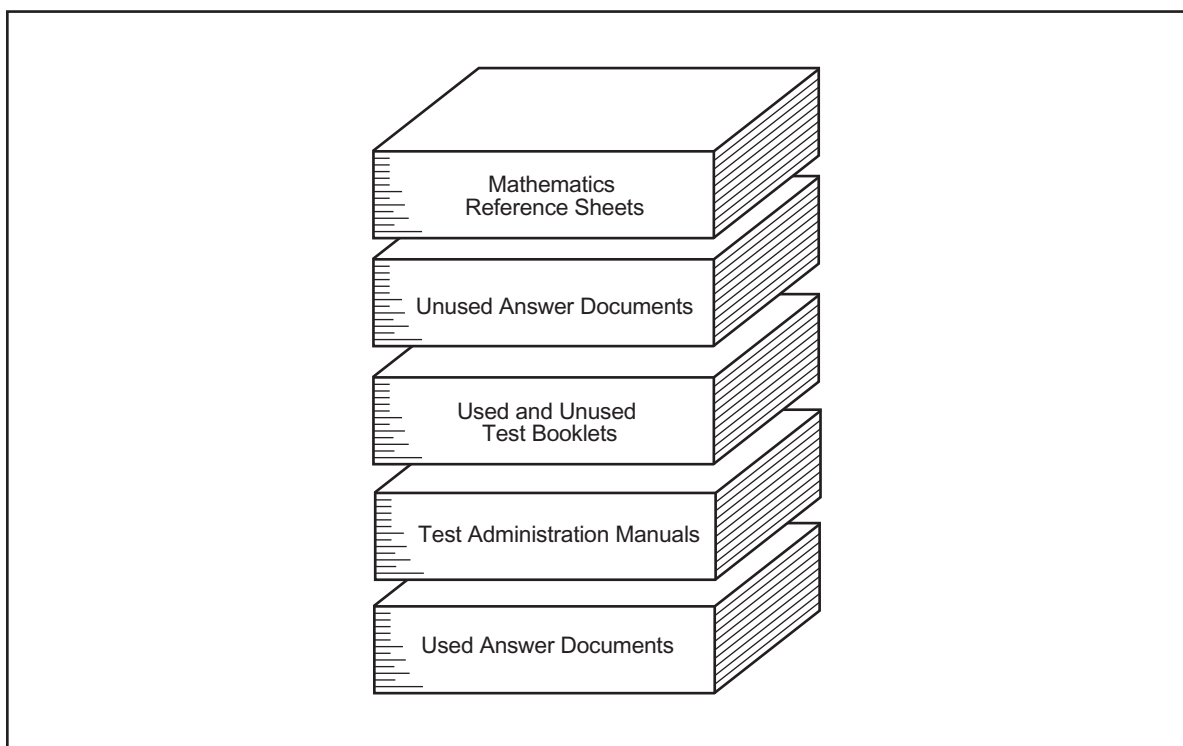 Mathematics
Reference Sheets
Unused Answer Documents
Used and Unused
Test Booklets
Test Administration Manuals
Used Answer Documents